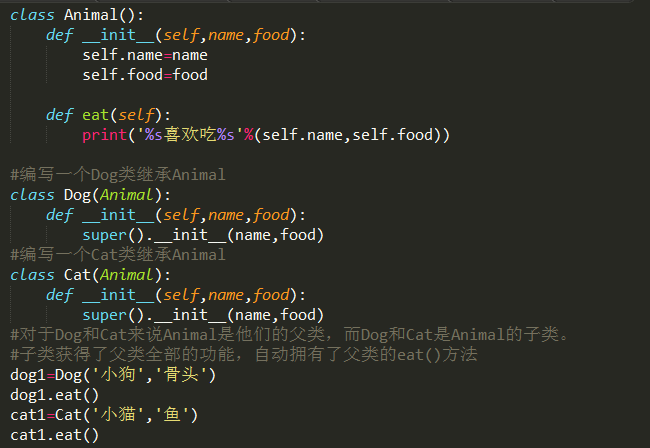 class Animal():
    def __init__(self,name,food):
        self.name=name
        self.food=food

    def eat(self):
        print('%s喜欢吃%s'%(self.name,self.food))

#编写一个Dog类继承Animal
class Dog(Animal):
    def __init__(self,name,food):
        super().__init__(name,food)
#编写一个Cat类继承Animal
class Cat(Animal):
    def __init__(self,name,food):
        super().__init__(name,food)
#对于Dog和Cat来说Animal是他们的父类，而Dog和Cat是Animal的子类。
#子类获得了父类全部的功能，自动拥有了父类的eat()方法
dog1=Dog('小狗','骨头')
dog1.eat()
cat1=Cat('小猫','鱼')
cat1.eat()